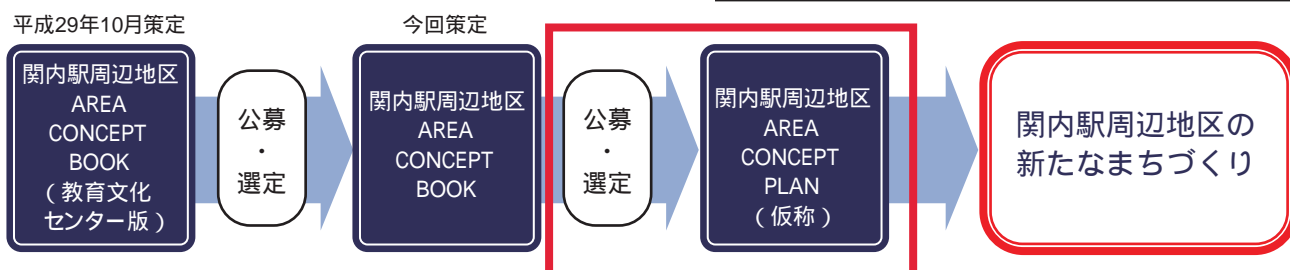 平成29年10月策定
関内駅周辺地区
AREA
CONCEPT
BOOK
(教育文化
センター版)
公募
・
選定
今回策定
関内駅周辺地区
AREA
CONCEPT
BOOK
公募
・
選定
関内駅周辺地区
AREA
CONCEPT
PLAN
(仮称)
関内駅周辺地区の
新たなまちづくり